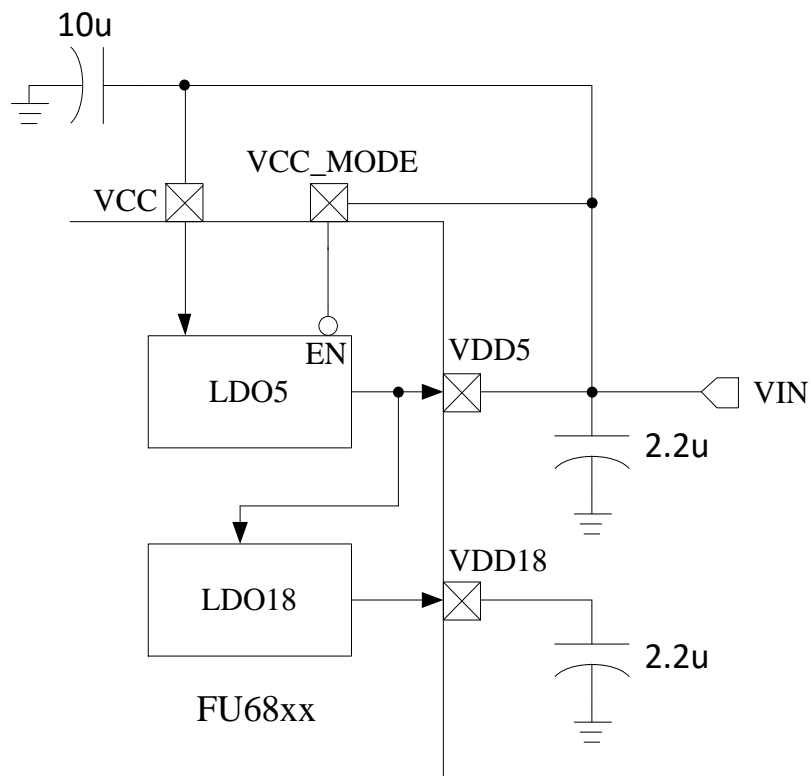 10u
VCC_MODE
VCC
EN
VDD5
LDO5
VIN
2.2u
VDD18
LDO18
2.2u
FU68xx